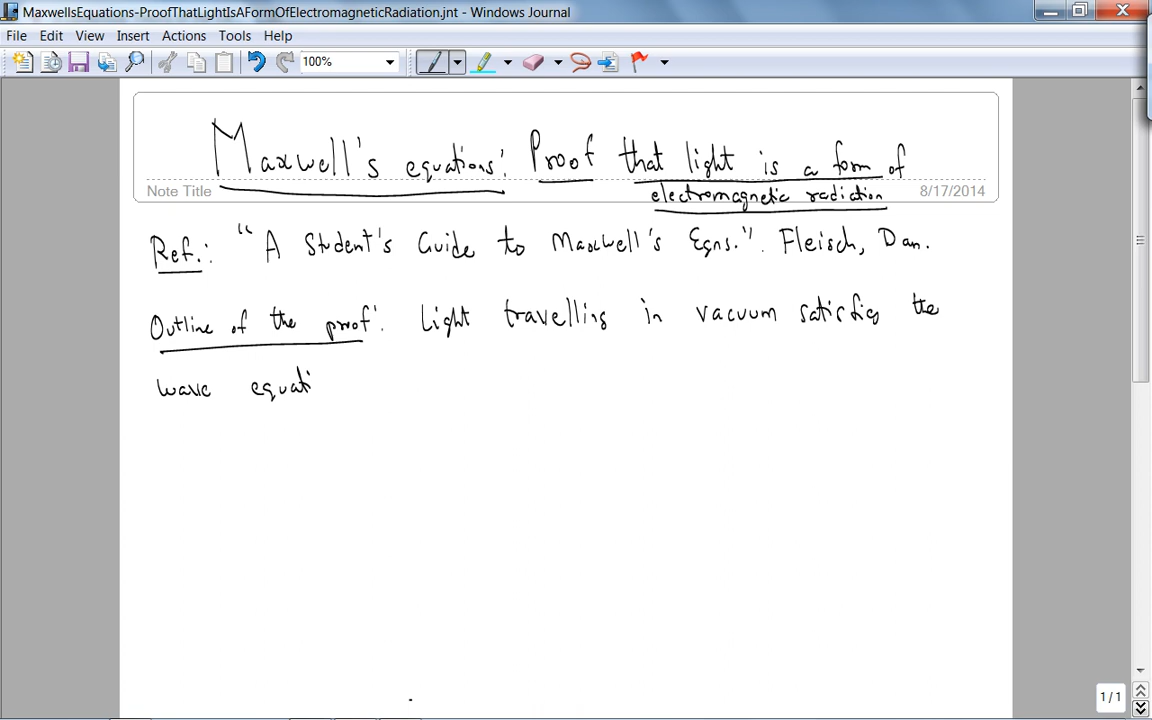 MaxwellsEquations-ProofThatLightIsAFormOfElectromagneticRadiation.jnt - Windows Journal
File Edit View Insert Actions Tools Help
100%
Maxwell's equations: Proof that light is a form of
electromagnetic radiation
Note Title 8/17/2014
Ref.: "A Student's Guide to Maxwell's Eqns.". Fleisch, Dan.
Outline of the proof: Light travelling in vacuum satisfies the
wave equati
1 / 1